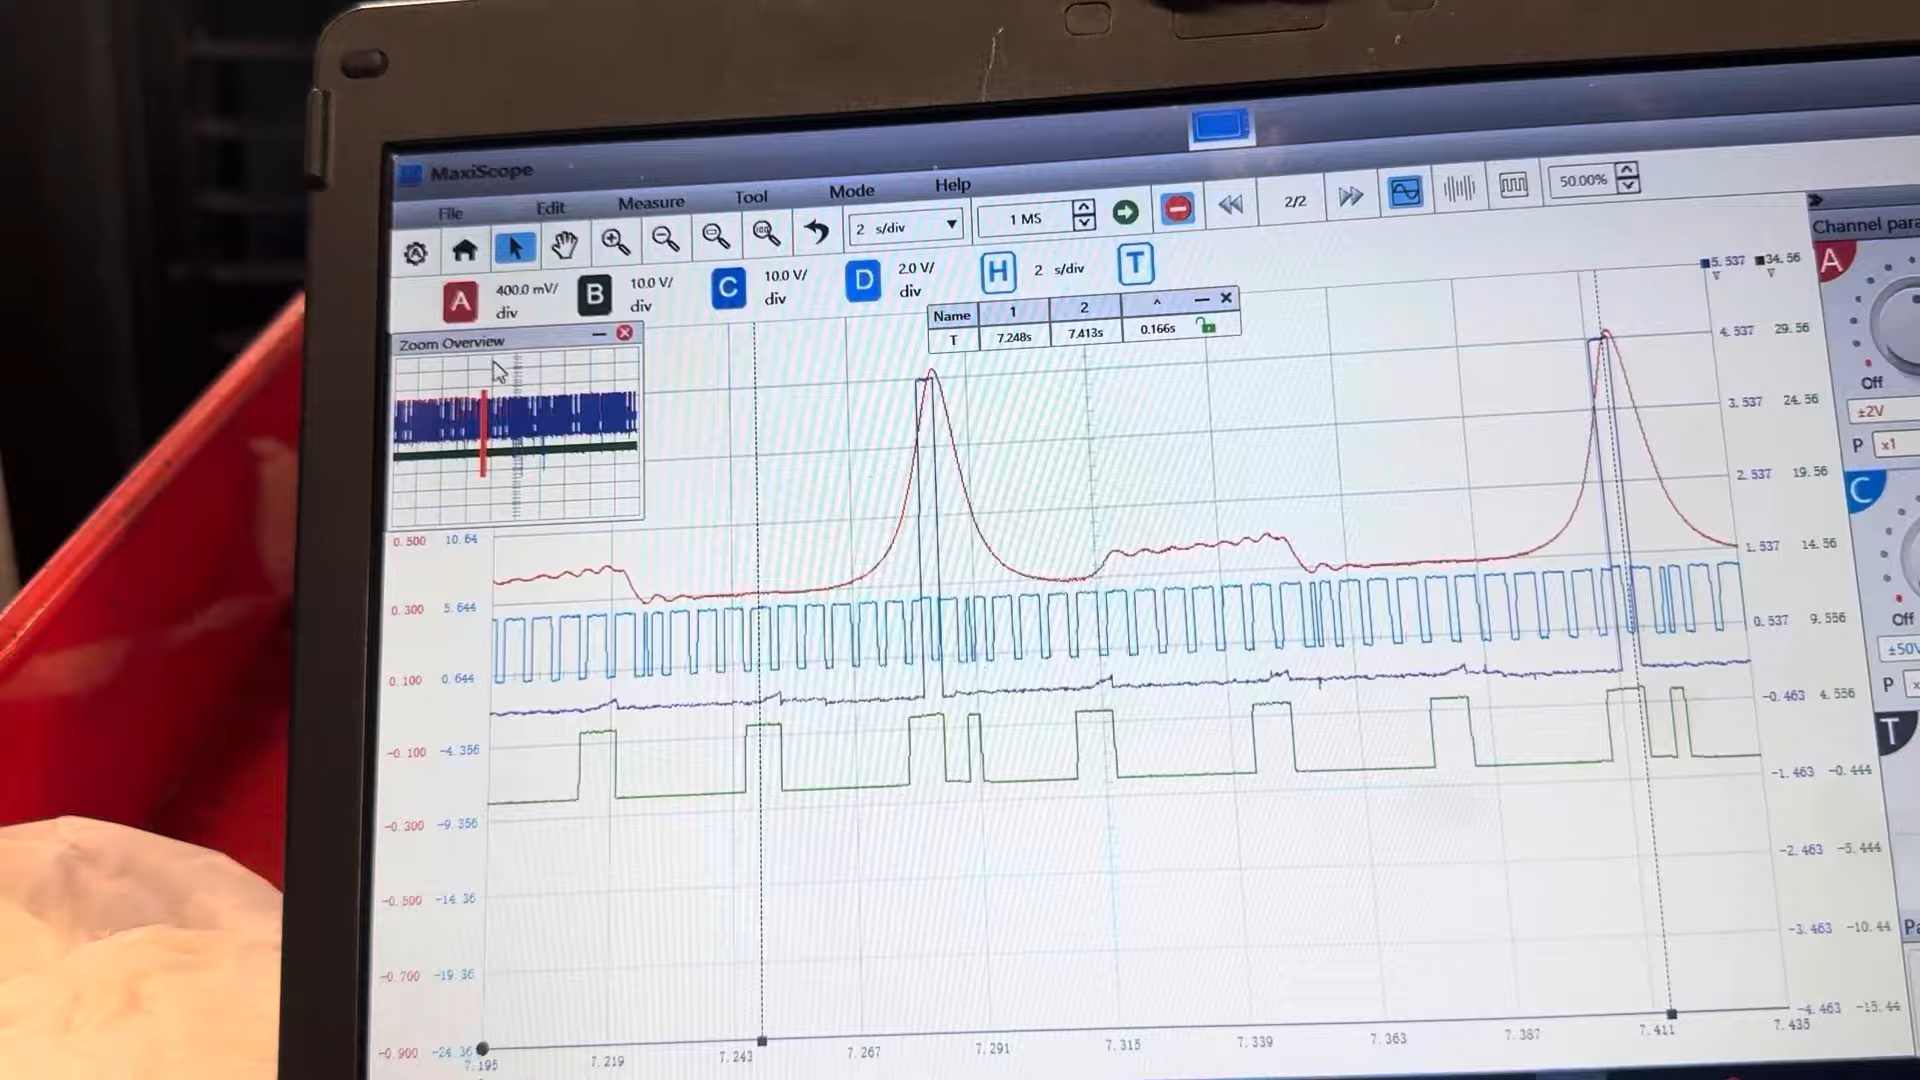 MaxiScope
File Edit Measure Tool Mode Help
2 s/div 1 MS 2/2 50.00%
A 400.0 mV/ div B 10.0 V/ div C 10.0 V/ div D 2.0 V/ div H 2 s/div T
Channel para
A
Zoom Overview
Name 1 2 ^
T 7.248s 7.413s 0.166s
5.537 34.56
4.537 29.56
3.537 24.56
2.537 19.56
1.537 14.56
0.537 9.556
-0.463 4.556
-1.463 -0.444
-2.463 -5.444
-3.463 -10.44
-4.463 -15.44
0.500 10.64
0.300 5.644
0.100 0.644
-0.100 -4.356
-0.300 -9.356
-0.500 -14.36
-0.700 -19.36
-0.900 -24.36
7.195 7.219 7.243 7.267 7.291 7.315 7.339 7.363 7.387 7.411 7.435
Off
±2V
P x1
C
Off
±50V
P x
T